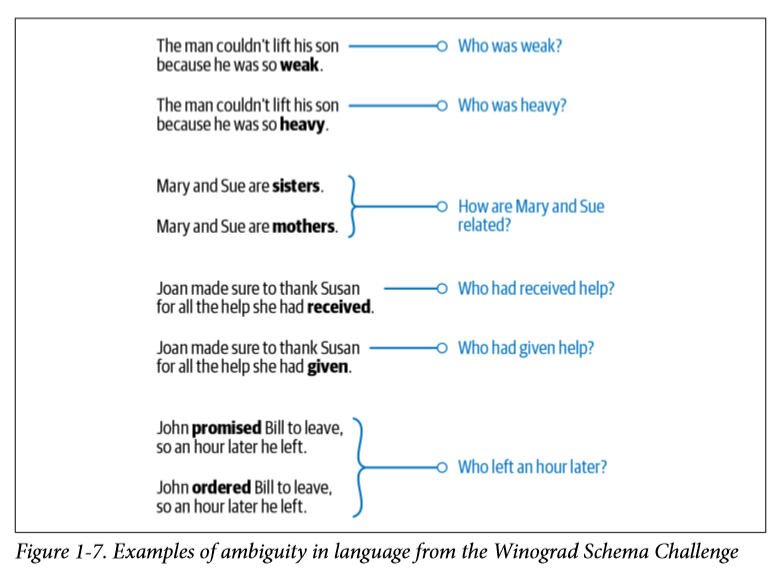 The man couldn't lift his son
because he was so weak.
Who was weak?
The man couldn't lift his son
because he was so heavy.
Who was heavy?
Mary and Sue are sisters.
Mary and Sue are mothers.
How are Mary and Sue
related?
Joan made sure to thank Susan
for all the help she had received.
Who had received help?
Joan made sure to thank Susan
for all the help she had given.
Who had given help?
John promised Bill to leave,
so an hour later he left.
John ordered Bill to leave,
so an hour later he left.
Who left an hour later?
Figure 1-7. Examples of ambiguity in language from the Winograd Schema Challenge